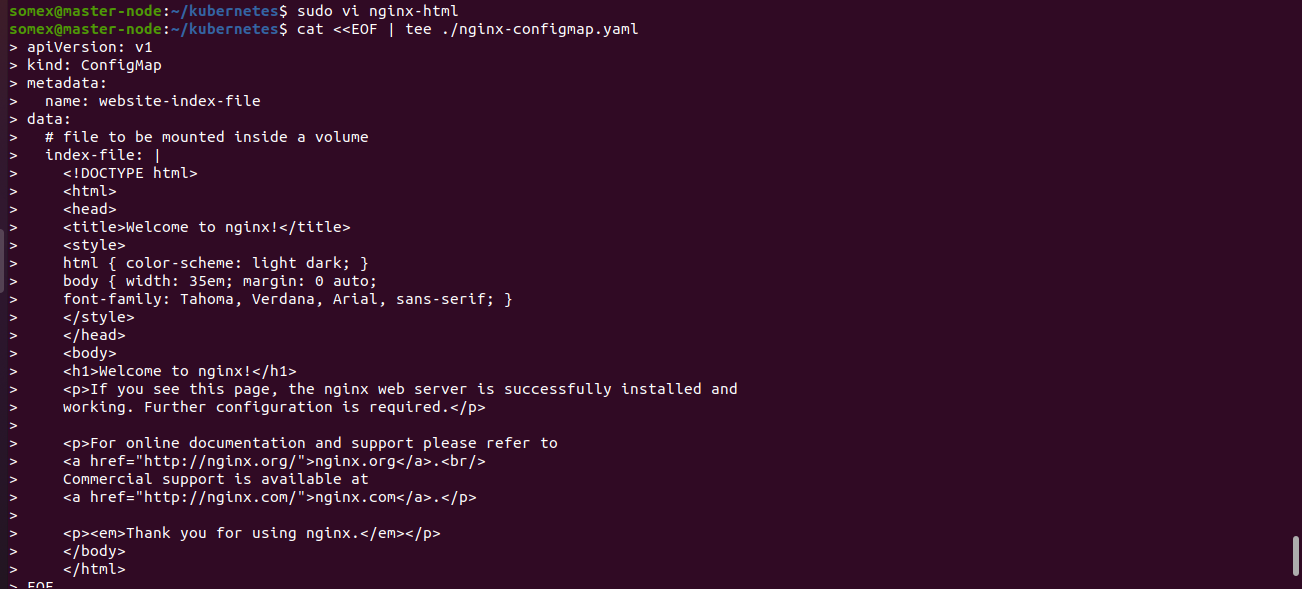 somex@master-node:~/kubernetes$ sudo vi nginx-html
somex@master-node:~/kubernetes$ cat <<EOF | tee ./nginx-configmap.yaml
> apiVersion: v1
> kind: ConfigMap
> metadata:
>   name: website-index-file
> data:
>   # file to be mounted inside a volume
>   index-file: |
>     <!DOCTYPE html>
>     <html>
>     <head>
>     <title>Welcome to nginx!</title>
>     <style>
>     html { color-scheme: light dark; }
>     body { width: 35em; margin: 0 auto;
>     font-family: Tahoma, Verdana, Arial, sans-serif; }
>     </style>
>     </head>
>     <body>
>     <h1>Welcome to nginx!</h1>
>     <p>If you see this page, the nginx web server is successfully installed and
>     working. Further configuration is required.</p>
>
>     <p>For online documentation and support please refer to
>     <a href="http://nginx.org/">nginx.org</a>.<br/>
>     Commercial support is available at
>     <a href="http://nginx.com/">nginx.com</a>.</p>
>
>     <p><em>Thank you for using nginx.</em></p>
>     </body>
>     </html>
> EOF